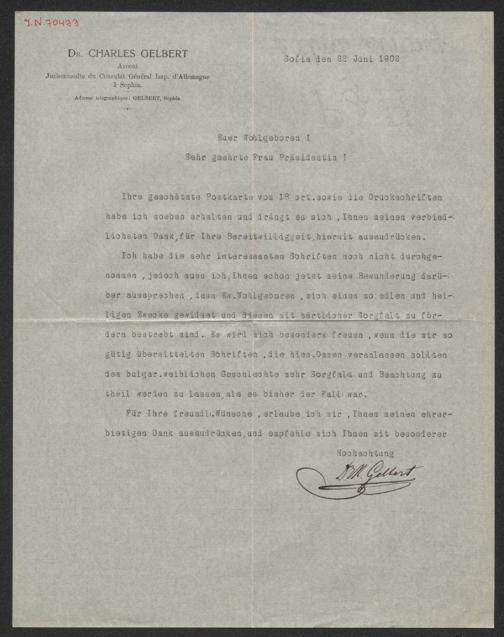 I.N. 70433
DR. CHARLES GELBERT
Avocat
Jurisconsulte du Consulat Général Imp. d'Allemagne
à Sophia.
Adresse télégraphique: GELBERT, Sophia.
Sofia den 22 Juni 1902
Euer Wohlgeboren !
Sehr geehrte Frau Präsidentin !
Ihre geschätzte Postkarte vom 18 crt.sowie die Druckschriften
habe ich soeben erhalten und drängt es mich ,Ihnen meinen verbind-
lichsten Dank,für Ihre Bereitwilligkeit,hiermit auszudrücken.
Ich habe die sehr interessanten Schriften noch nicht durchge-
nommen ,jedoch muss ich,Ihnen schon jetzt meine Bewunderung darü-
ber aussprechen ,dass Ew.Wohlgeboren ,sich einem so edlen und hei-
ligen Zwecke gewidmet und diesen mit zärtlicher Sorgfalt zu för-
dern bestrebt sind. Es wird mich besonders freuen ,wenn die mir so
gütig übermittelten Schriften ,die hies.Damen veranlassen sollten
dem bulgar.weiblichen Geschlechte mehr Sorgfalt und Beachtung zu
theil werden zu lassen,als es bisher der Fall war.
Für Ihre freundl.Wünsche ,erlaube ich mir ,Ihnen meinen ehrer-
bietigen Dank auszudrücken,und empfehle mich Ihnen mit besonderer
Hochachtung
Gelbert